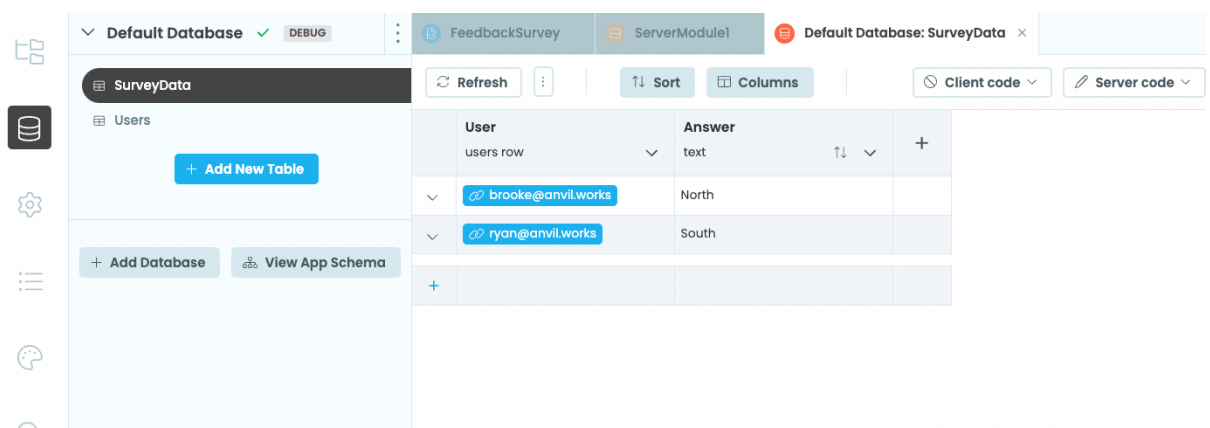 Default Database DEBUG
SurveyData
Users
+ Add New Table
+ Add Database
View App Schema
FeedbackSurvey
ServerModule1
Default Database: SurveyData ×
Refresh
Sort
Columns
Client code
Server code
User
users row
Answer
text
+
brooke@anvil.works North
ryan@anvil.works South
+